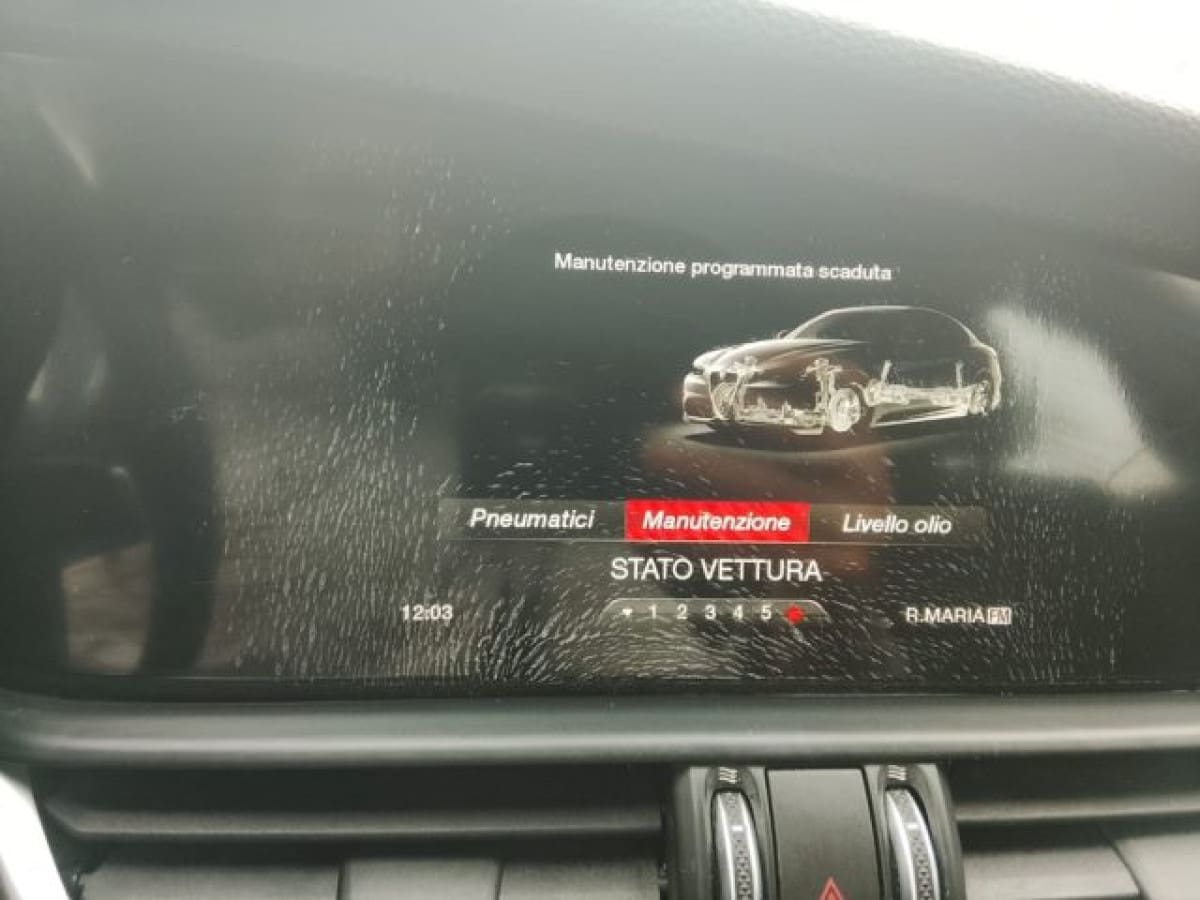 Manutenzione programmata scaduta
Pneumatici Manutenzione Livello olio
STATO VETTURA
12:03 1 2 3 4 5 R.MARIA FM